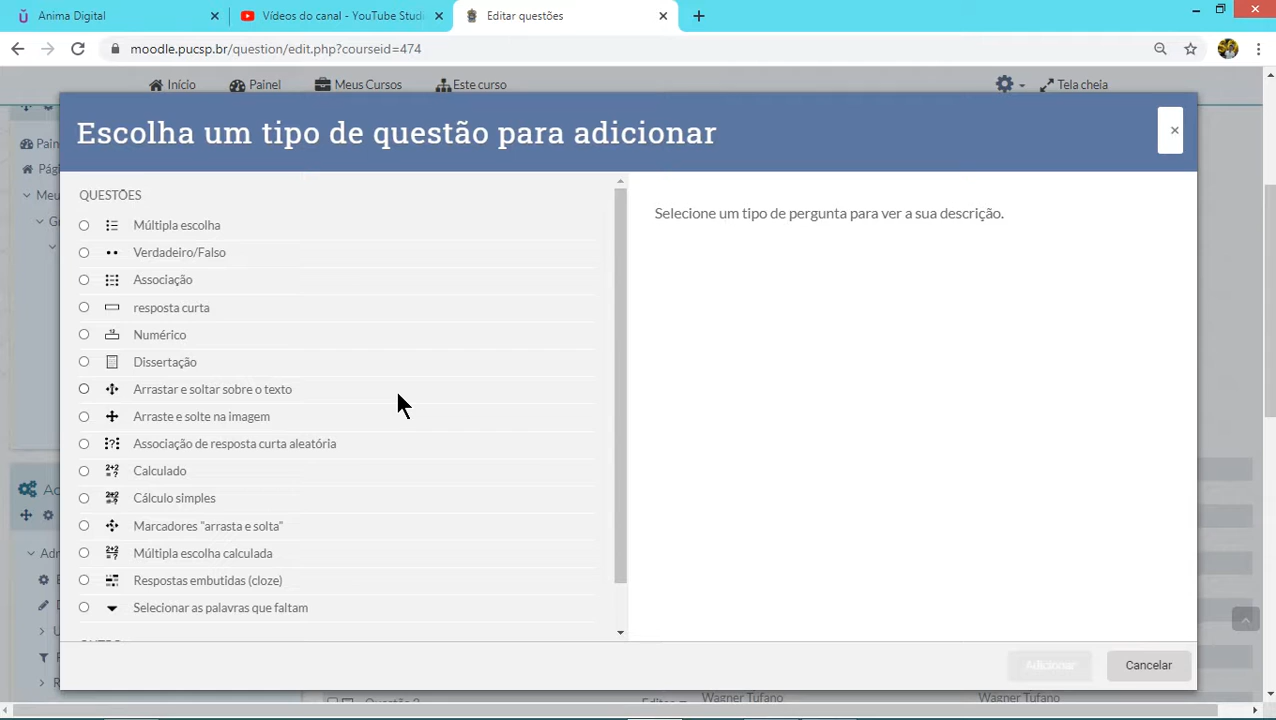 Anima Digital
Vídeos do canal - YouTube Studi
Editar questões
moodle.pucsp.br/question/edit.php?courseid=474
Início
Painel
Meus Cursos
Este curso
Tela cheia
Escolha um tipo de questão para adicionar
×
QUESTÕES
Múltipla escolha
Verdadeiro/Falso
Associação
resposta curta
Numérico
Dissertação
Arrastar e soltar sobre o texto
Arraste e solte na imagem
Associação de resposta curta aleatória
Calculado
Cálculo simples
Marcadores "arrasta e solta"
Múltipla escolha calculada
Respostas embutidas (cloze)
Selecionar as palavras que faltam
Selecione um tipo de pergunta para ver a sua descrição.
Adicionar
Cancelar
Wagner Tufano
Wagner Tufano